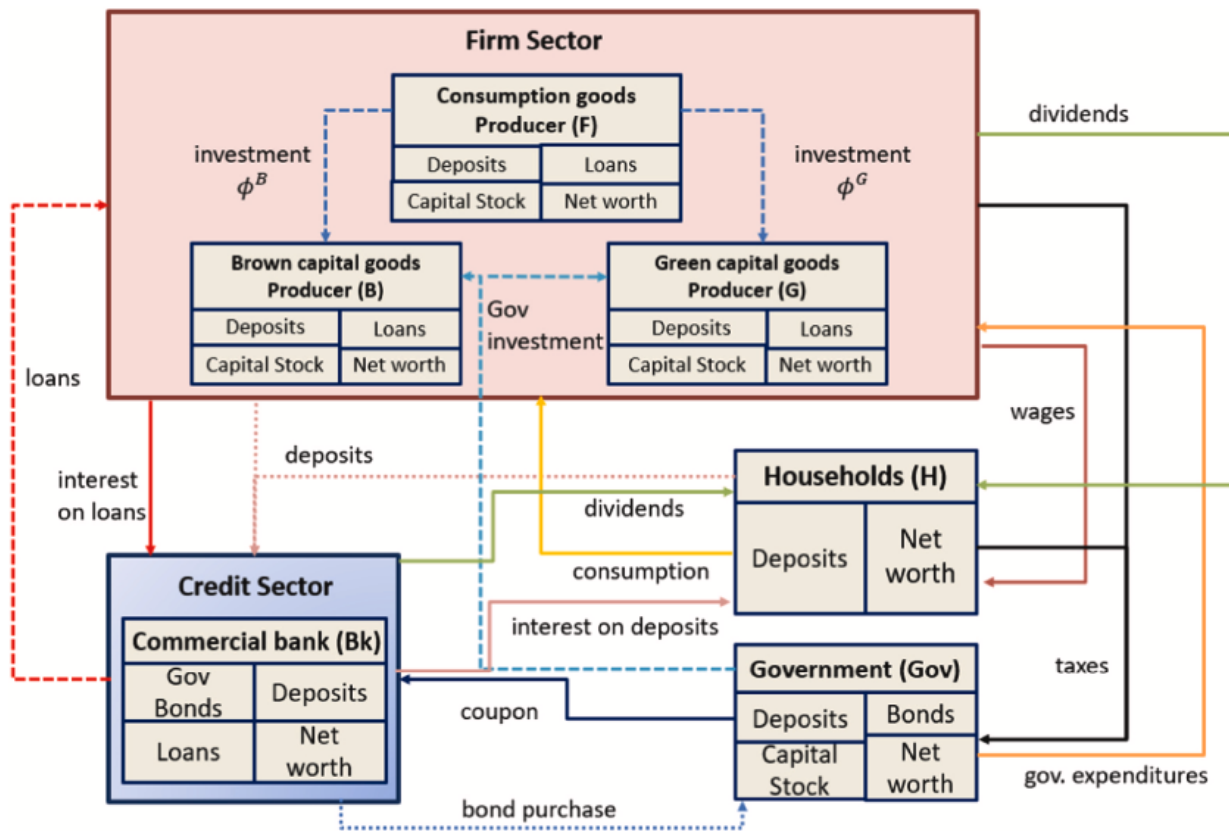 Firm Sector
Consumption goods
Producer (F)
Deposits
Loans
Capital Stock
Net worth
investment
ϕ^B
investment
ϕ^G
dividends
Brown capital goods
Producer (B)
Deposits
Loans
Capital Stock
Net worth
Gov
investment
Green capital goods
Producer (G)
Deposits
Loans
Capital Stock
Net worth
loans
wages
interest
on loans
deposits
Households (H)
Deposits
Net
worth
dividends
consumption
interest on deposits
Credit Sector
Commercial bank (Bk)
Gov
Bonds
Deposits
Loans
Net
worth
Government (Gov)
Deposits
Bonds
Capital
Stock
Net
worth
taxes
coupon
gov. expenditures
bond purchase